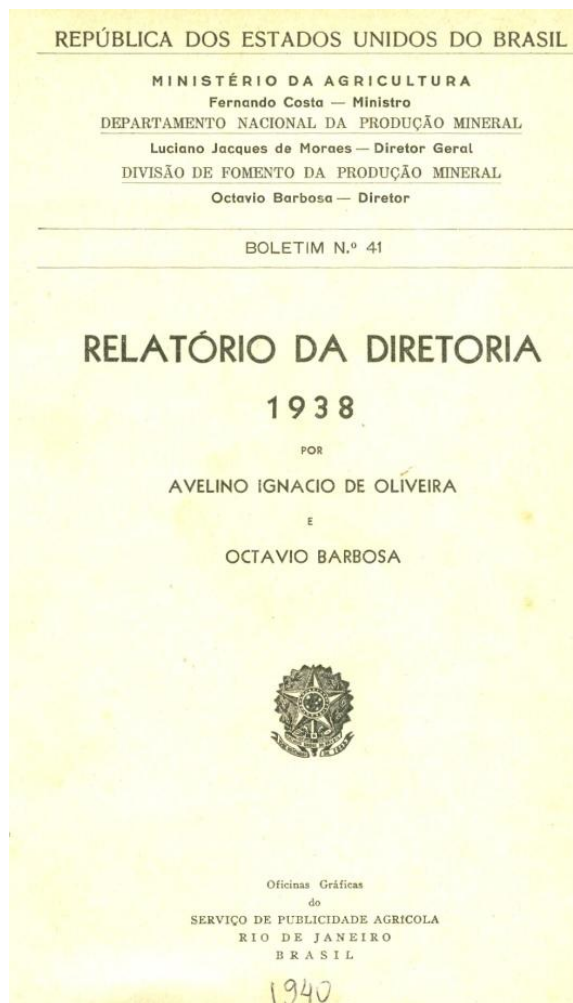 REPÚBLICA DOS ESTADOS UNIDOS DO BRASIL
MINISTÉRIO DA AGRICULTURA
Fernando Costa — Ministro
DEPARTAMENTO NACIONAL DA PRODUÇÃO MINERAL
Luciano Jacques de Moraes — Diretor Geral
DIVISÃO DE FOMENTO DA PRODUÇÃO MINERAL
Octavio Barbosa — Diretor
BOLETIM N.º 41
RELATÓRIO DA DIRETORIA
1938
POR
AVELINO IGNACIO DE OLIVEIRA
E
OCTAVIO BARBOSA
Oficinas Gráficas
do
SERVIÇO DE PUBLICIDADE AGRÍCOLA
RIO DE JANEIRO
BRASIL
1940